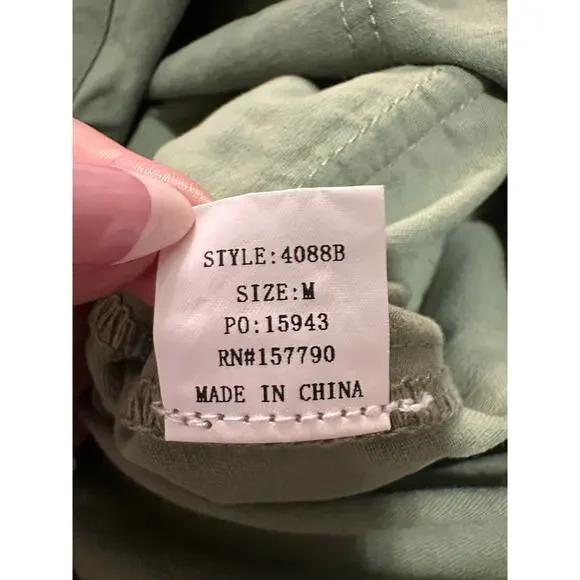 STYLE:4088B
SIZE:M
PO:15943
RN#157790
MADE IN CHINA